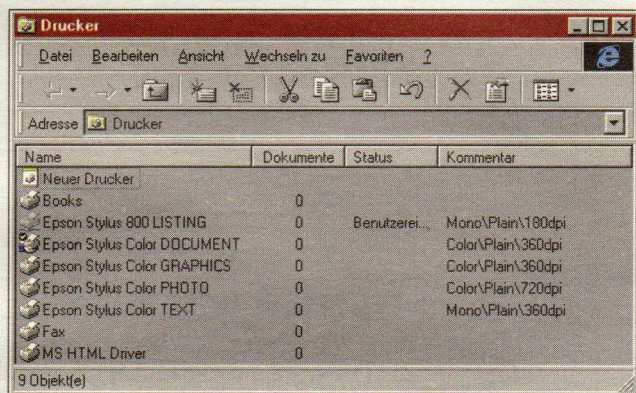 Drucker
Datei Bearbeiten Ansicht Wechseln zu Favoriten ?
Adresse Drucker
Name Dokumente Status Kommentar
Neuer Drucker
Books 0
Epson Stylus 800 LISTING 0 Benutzerei... Mono\Plain\180dpi
Epson Stylus Color DOCUMENT 0 Color\Plain\360dpi
Epson Stylus Color GRAPHICS 0 Color\Plain\360dpi
Epson Stylus Color PHOTO 0 Color\Plain\720dpi
Epson Stylus Color TEXT 0 Mono\Plain\360dpi
Fax 0
MS HTML Driver 0
9 Objekt(e)